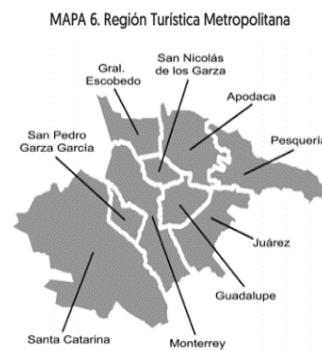 MAPA 6. Región Turística Metropolitana
San Nicolás
de los Garza
Gral.
Escobedo
Apodaca
San Pedro
Garza García
Pesquería
Juárez
Guadalupe
Santa Catarina
Monterrey